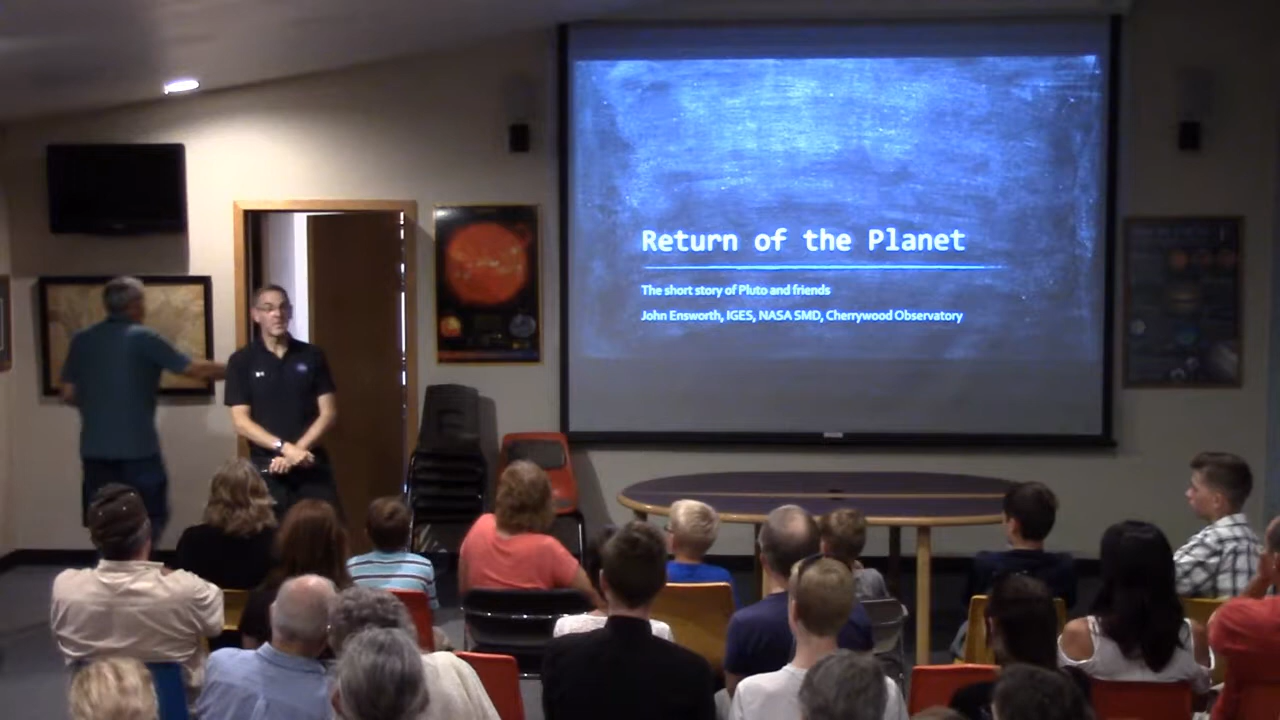 Return of the Planet
The short story of Pluto and friends
John Ensworth, IGES, NASA SMD, Cherrywood Observatory